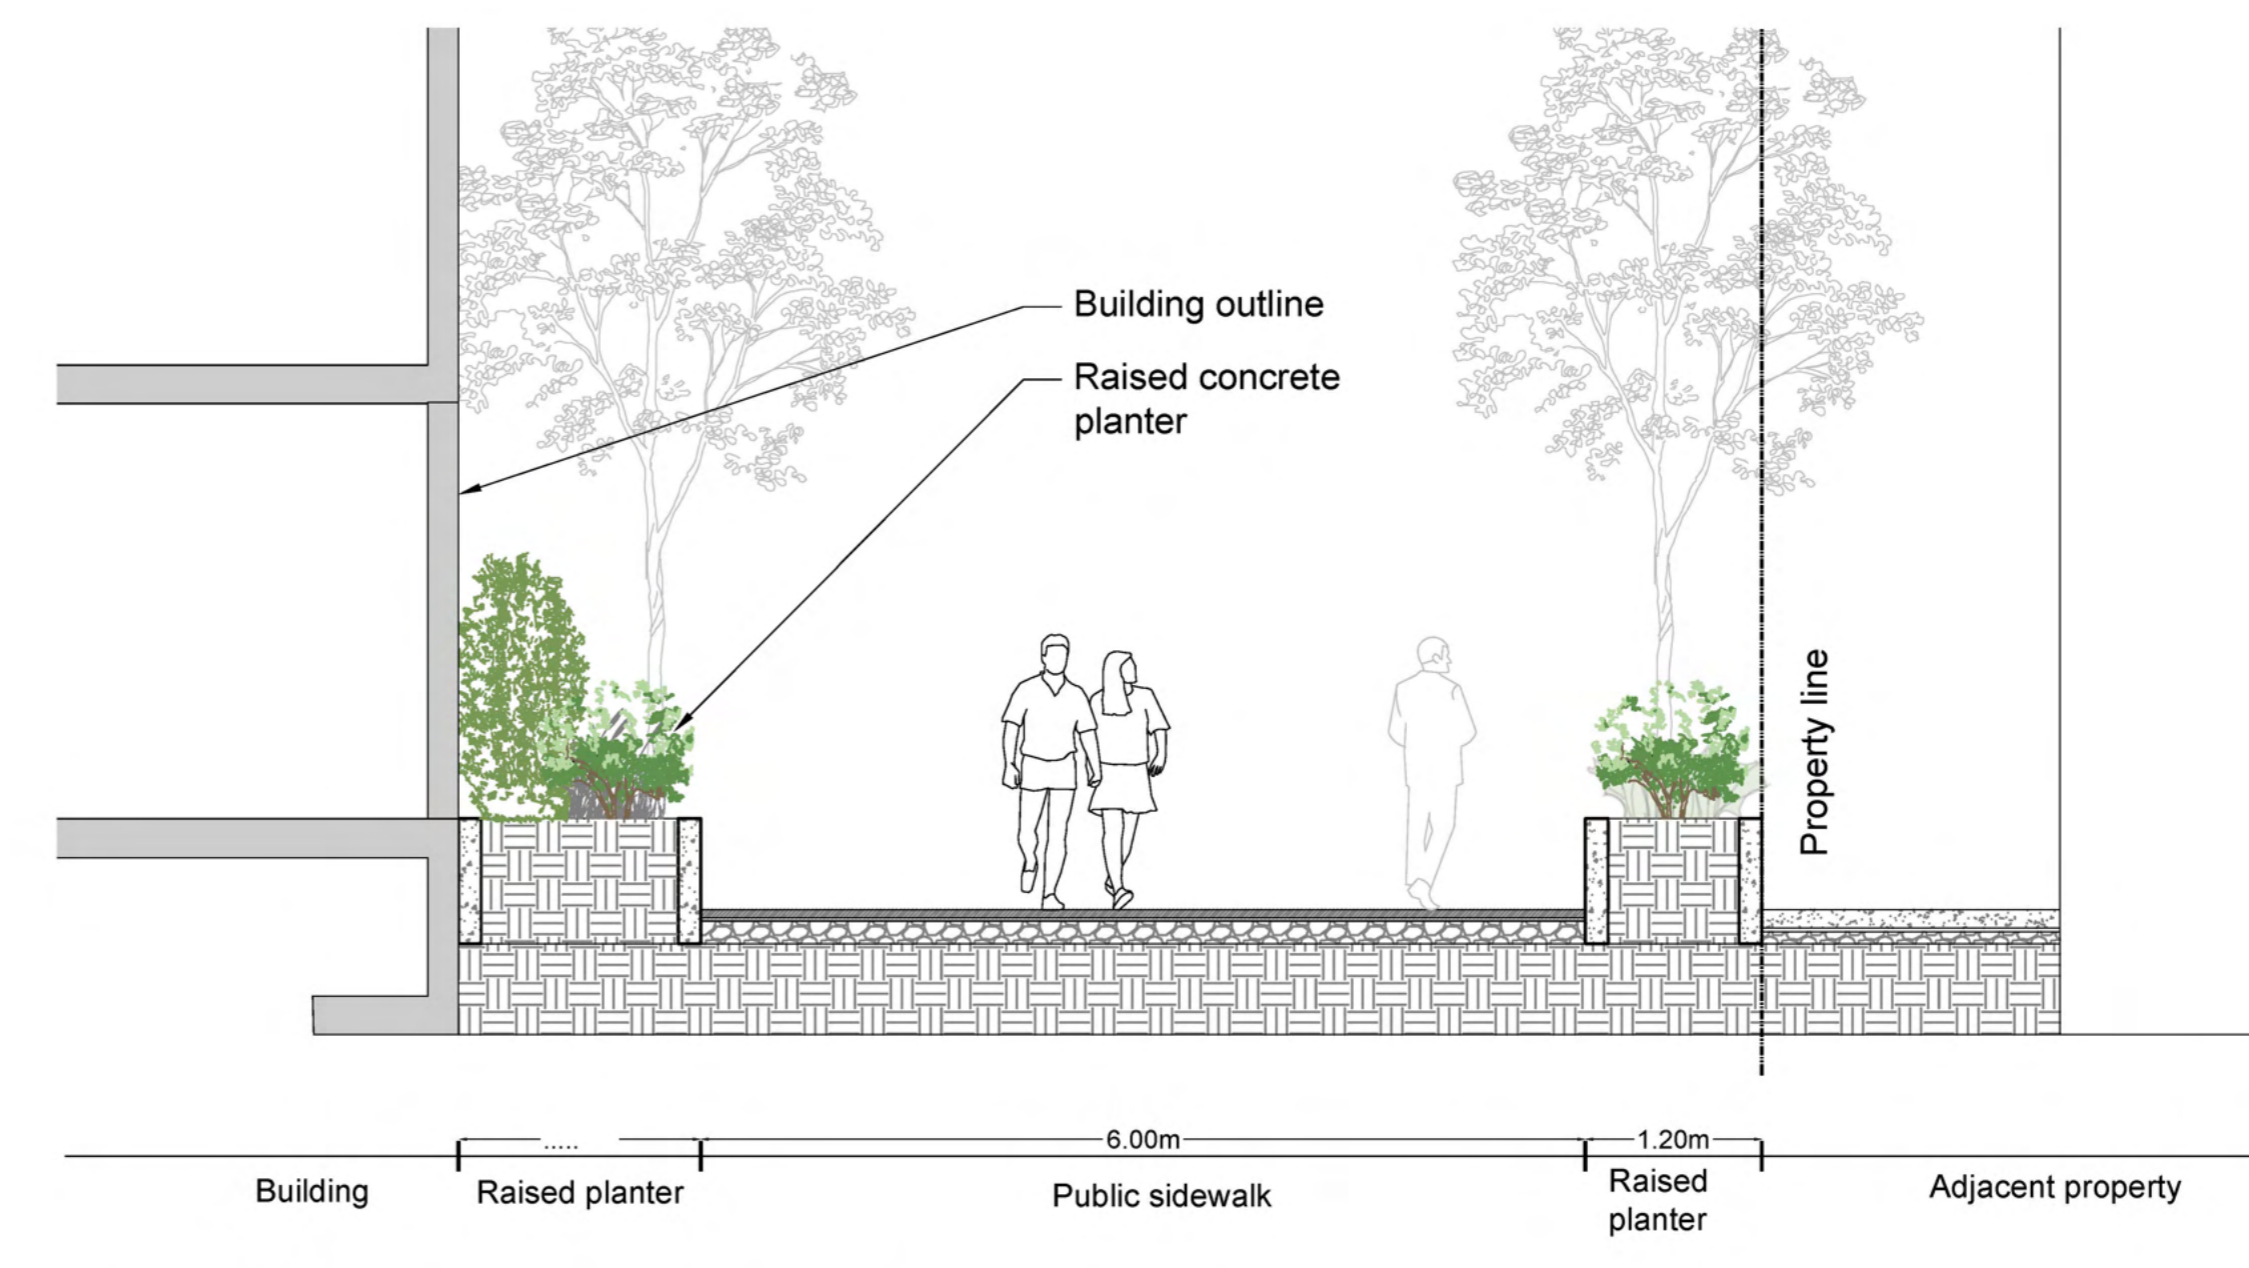 Building outline
Raised concrete
planter
Property line
.....
6.00m
1.20m
Building
Raised planter
Public sidewalk
Raised
planter
Adjacent property